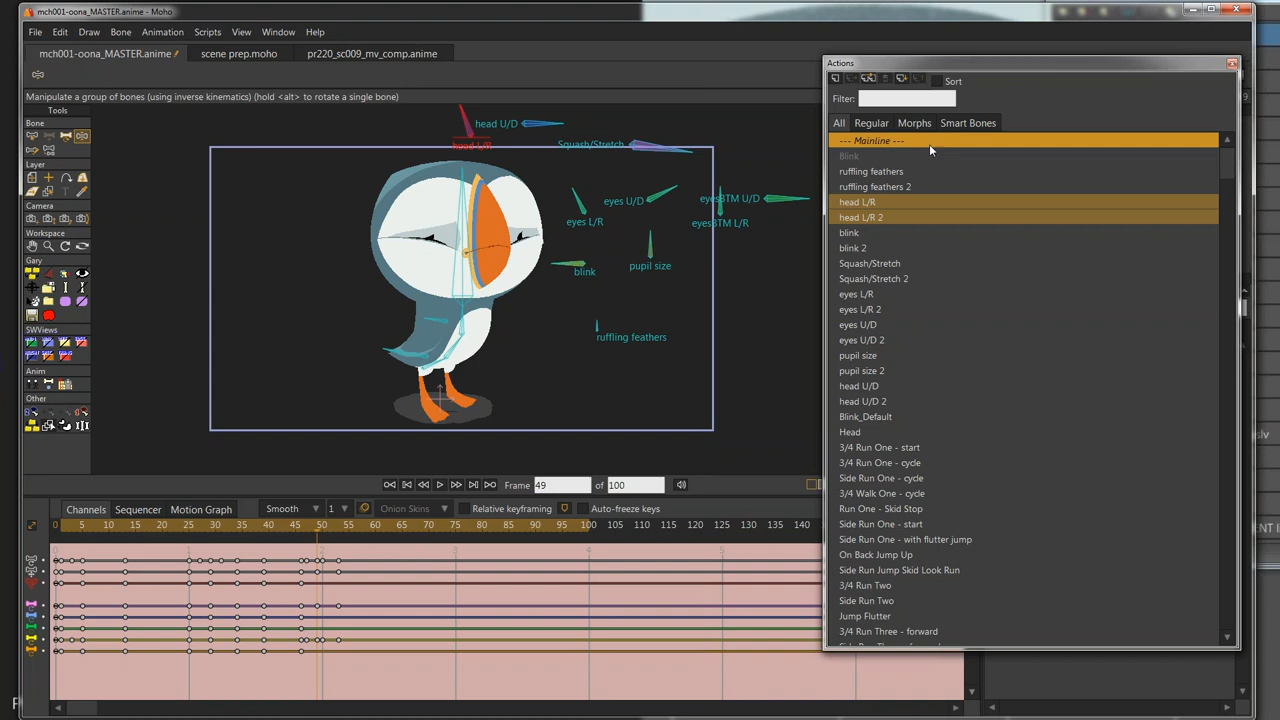 mch001-oona_MASTER.anime - Moho
File Edit Draw Bone Animation Scripts View Window Help
mch001-oona_MASTER.anime scene prep.moho pr220_sc009_mv_comp.anime
Manipulate a group of bones (using inverse kinematics) (hold <alt> to rotate a single bone)
Tools
Bone
Layer
Camera
Workspace
Gary
SWViews
Anim
Other
head U/D
head L/R
Squash/Stretch
eyes U/D
eyesBTM U/D
eyes L/R
eyesBTM L/R
pupil size
blink
ruffling feathers
Frame 49 of 100
Channels Sequencer Motion Graph Smooth 1 Onion Skins Relative keyframing Auto-freeze keys
0 5 10 15 20 25 30 35 40 45 50 55 60 65 70 75 80 85 90 95 100 105 110 115 120 125 130 135 140
0 1 2 3 4 5
Actions
Sort
Filter:
All Regular Morphs Smart Bones
--- Mainline ---
Blink
ruffling feathers
ruffling feathers 2
head L/R
head L/R 2
blink
blink 2
Squash/Stretch
Squash/Stretch 2
eyes L/R
eyes L/R 2
eyes U/D
eyes U/D 2
pupil size
pupil size 2
head U/D
head U/D 2
Blink_Default
Head
3/4 Run One - start
3/4 Run One - cycle
Side Run One - cycle
3/4 Walk One - cycle
Run One - Skid Stop
Side Run One - start
Side Run One - with flutter jump
On Back Jump Up
Side Run Jump Skid Look Run
3/4 Run Two
Side Run Two
Jump Flutter
3/4 Run Three - forward